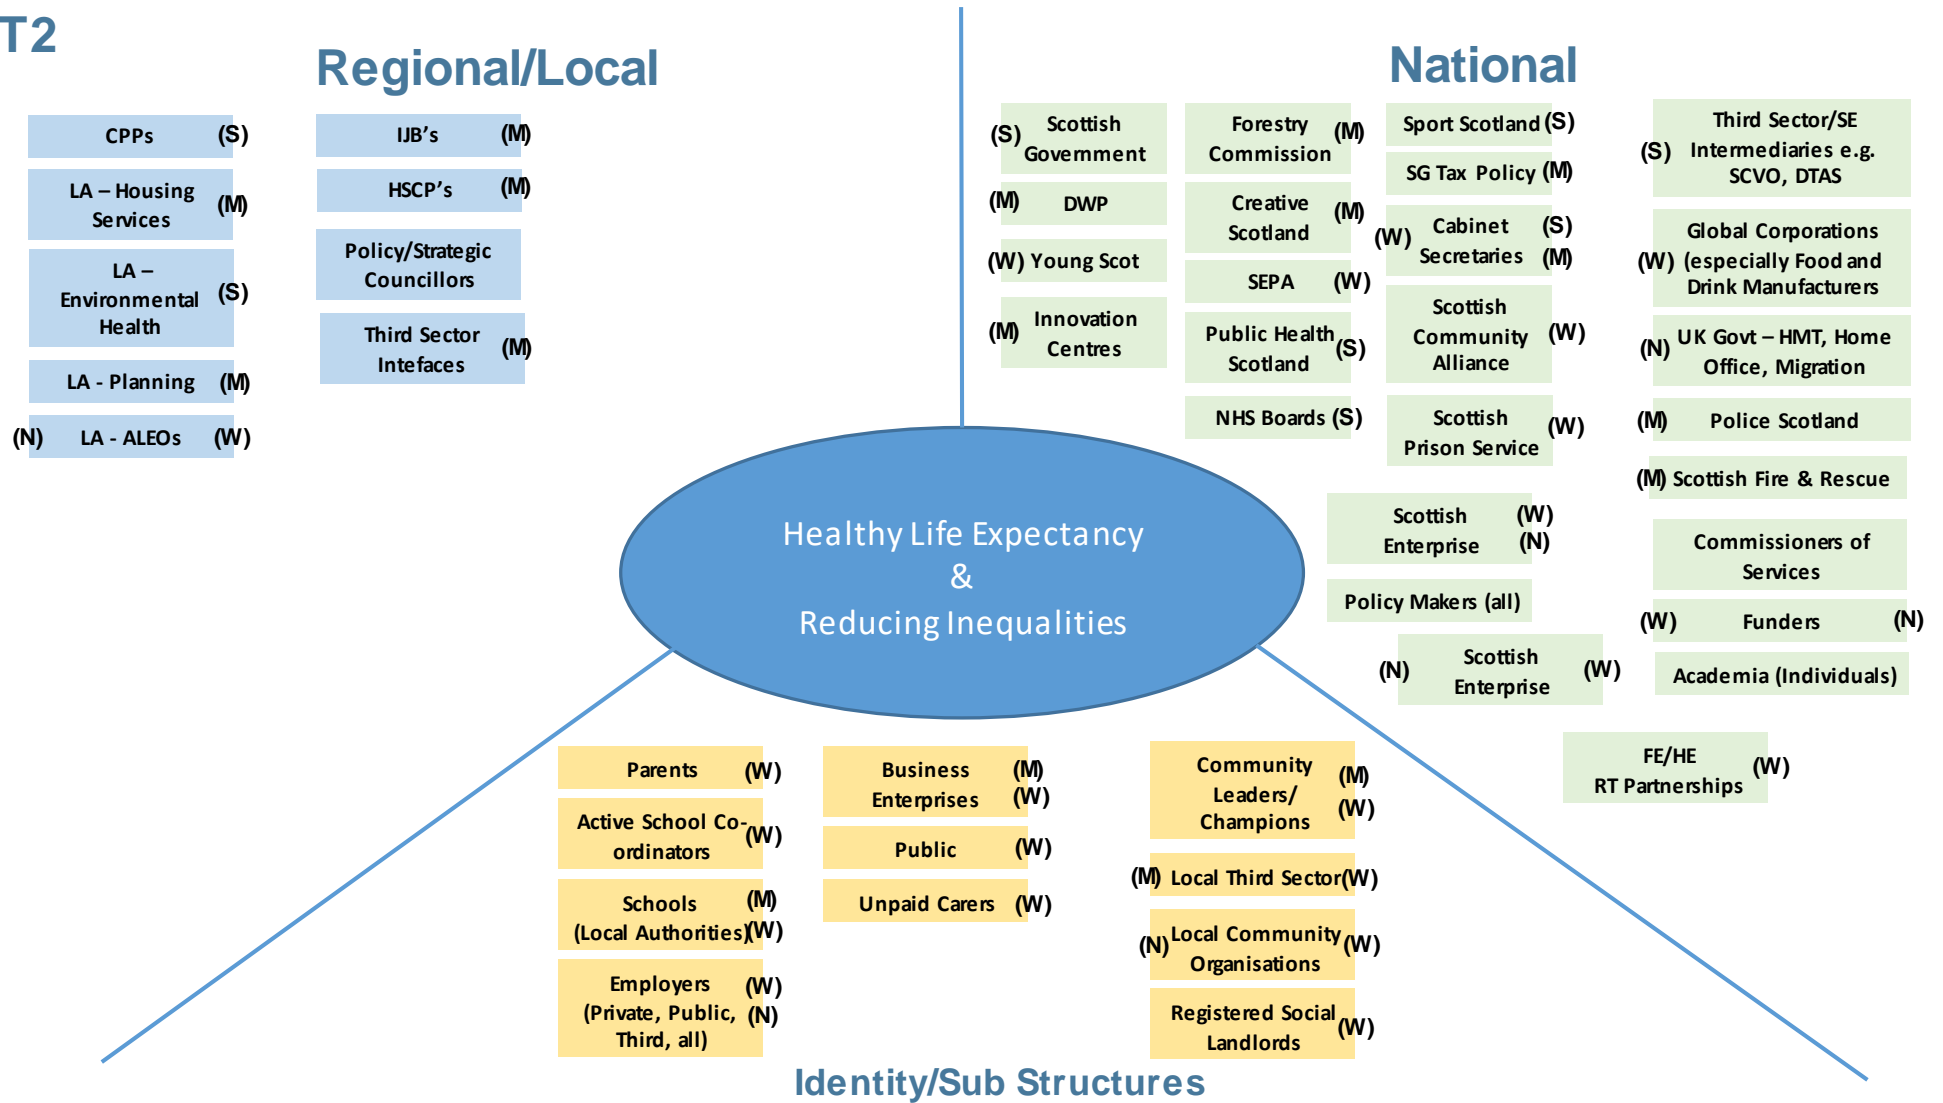 T2
Regional/Local
CPPs (S)
LA – Housing
Services (M)
LA –
Environmental
Health (S)
LA - Planning (M)
(N) LA - ALEOs (W)
IJB's (M)
HSCP's (M)
Policy/Strategic
Councillors
Third Sector
Intefaces (M)
National
(S) Scottish
Government
(M) DWP
(W) Young Scot
(M) Innovation
Centres
Forestry
Commission (M)
Creative
Scotland (M)
SEPA (W)
Public Health
Scotland (S)
NHS Boards (S)
Sport Scotland (S)
SG Tax Policy (M)
(W) Cabinet (S)
Secretaries (M)
Scottish
Community (W)
Alliance
Scottish
Prison Service (W)
Scottish (W)
Enterprise (N)
Policy Makers (all)
(N) Scottish
Enterprise (W)
Third Sector/SE
(S) Intermediaries e.g.
SCVO, DTAS
Global Corporations
(W) (especially Food and
Drink Manufacturers
(N) UK Govt – HMT, Home
Office, Migration
(M) Police Scotland
(M) Scottish Fire & Rescue
Commissioners of
Services
(W) Funders (N)
Academia (Individuals)
FE/HE
RT Partnerships (W)
Healthy Life Expectancy
&
Reducing Inequalities
Parents (W)
Active School Co-
ordinators (W)
Schools (M)
(Local Authorities) (W)
Employers (W)
(Private, Public, (N)
Third, all)
Business (M)
Enterprises (W)
Public (W)
Unpaid Carers (W)
Community (M)
Leaders/ (W)
Champions
(M) Local Third Sector (W)
(N) Local Community (W)
Organisations
Registered Social
Landlords (W)
Identity/Sub Structures